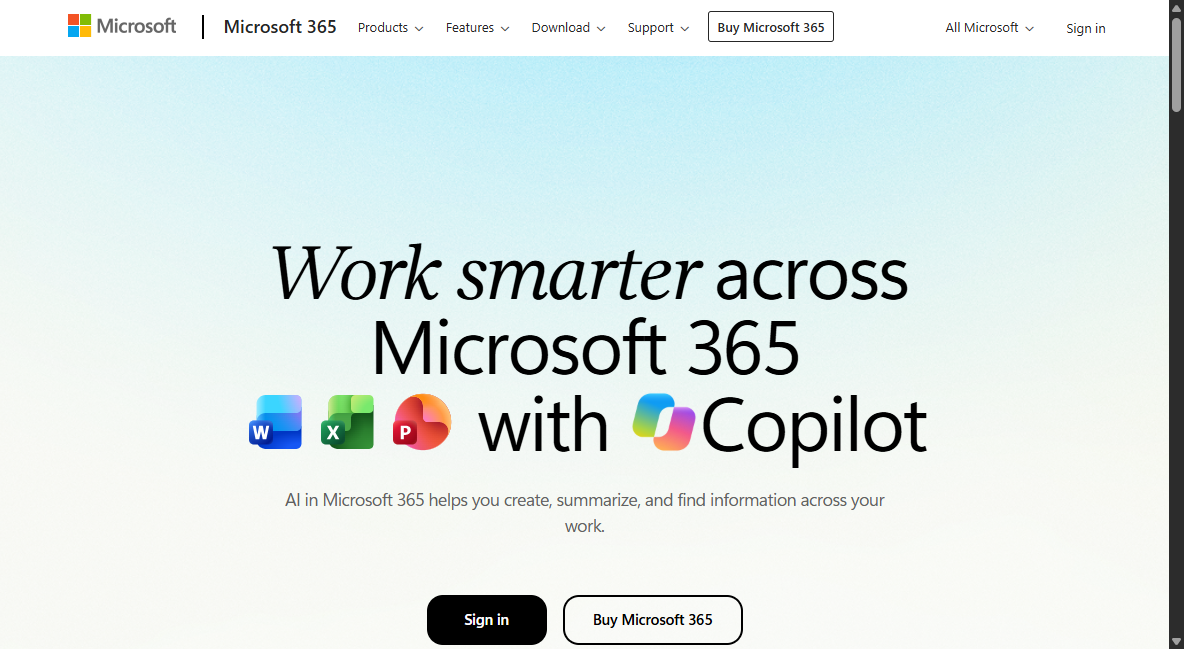 Microsoft
Microsoft 365
Products
Features
Download
Support
Buy Microsoft 365
All Microsoft
Sign in
Work smarter across
Microsoft 365
W X P with Copilot
AI in Microsoft 365 helps you create, summarize, and find information across your
work.
Sign in
Buy Microsoft 365